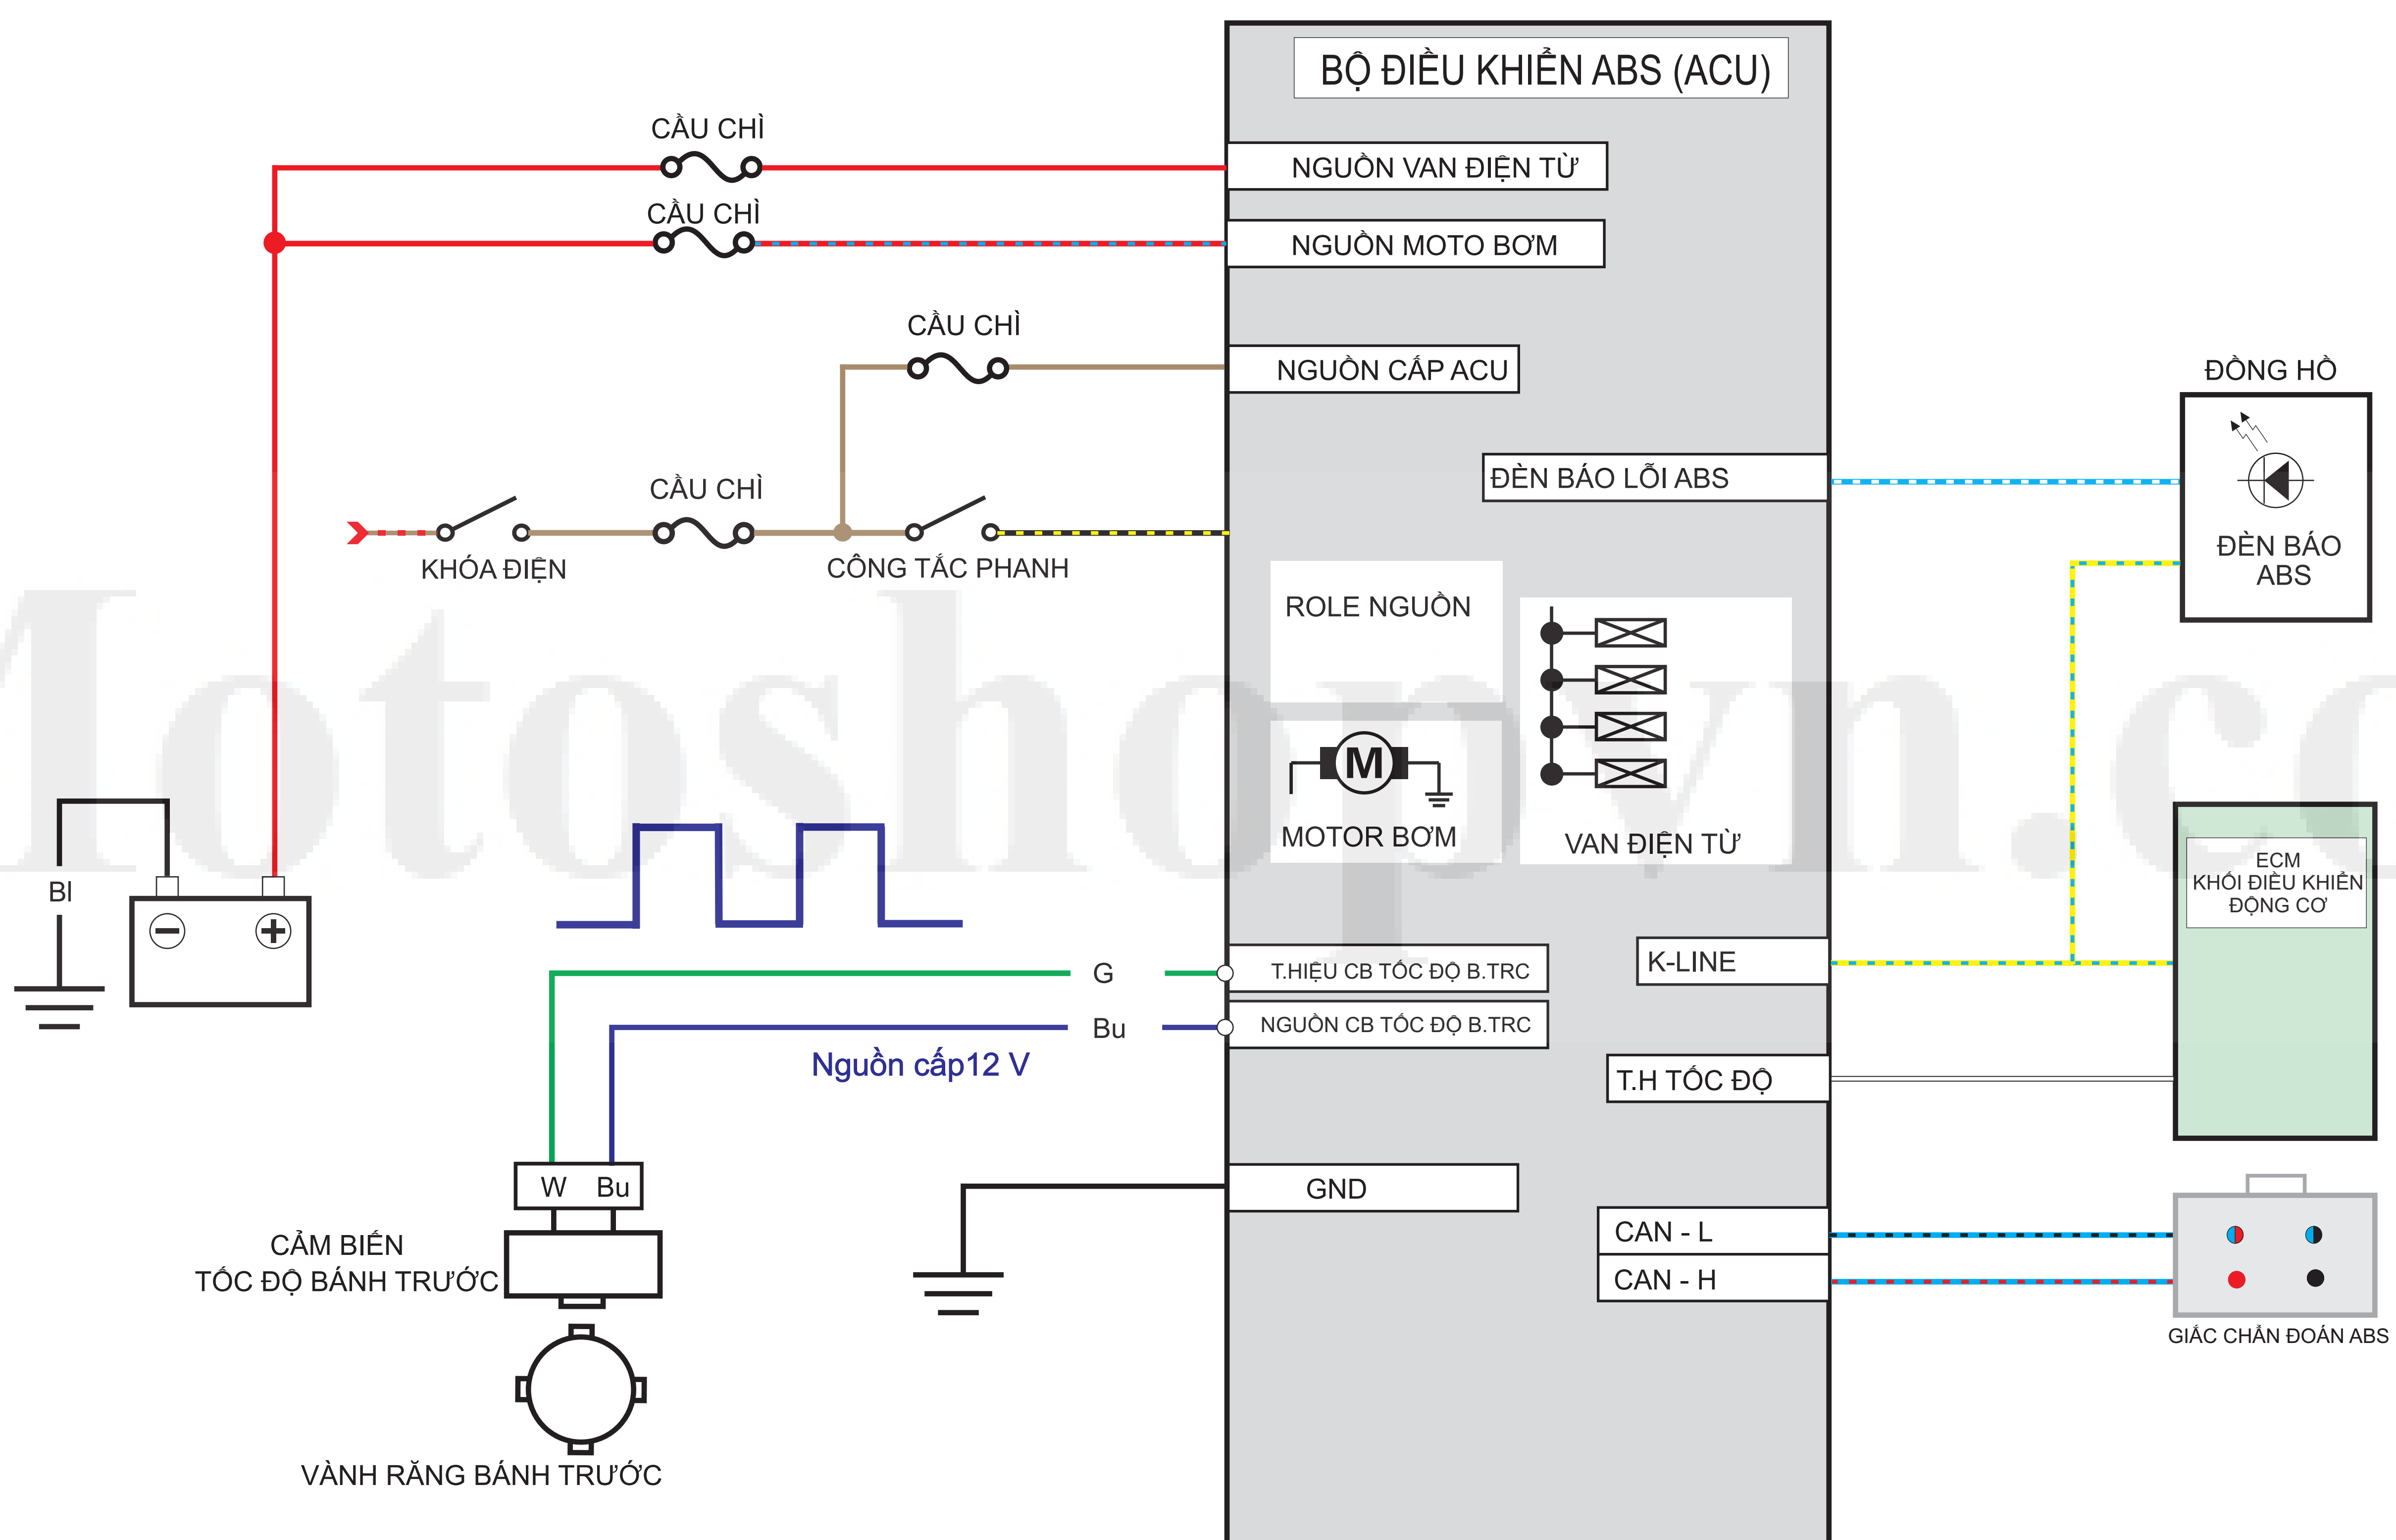 BỘ ĐIỀU KHIỂN ABS (ACU)
CẦU CHÌ
NGUỒN VAN ĐIỆN TỪ
CẦU CHÌ
NGUỒN MOTO BƠM
CẦU CHÌ
NGUỒN CẤP ACU
ĐỒNG HỒ
ĐÈN BÁO LỖI ABS
CẦU CHÌ
KHÓA ĐIỆN
CÔNG TẮC PHANH
ĐÈN BÁO
ABS
ROLE NGUỒN
M
MOTOR BƠM
VAN ĐIỆN TỪ
Motoshopvn.co
Bl
ECM
KHỐI ĐIỀU KHIỂN
ĐỘNG CƠ
K-LINE
G
T.HIỆU CB TỐC ĐỘ B.TRC
Bu
NGUỒN CB TỐC ĐỘ B.TRC
Nguồn cấp12 V
T.H TỐC ĐỘ
W Bu
GND
CẢM BIẾN
TỐC ĐỘ BÁNH TRƯỚC
CAN - L
CAN - H
GIẮC CHẨN ĐOÁN ABS
VÀNH RĂNG BÁNH TRƯỚC